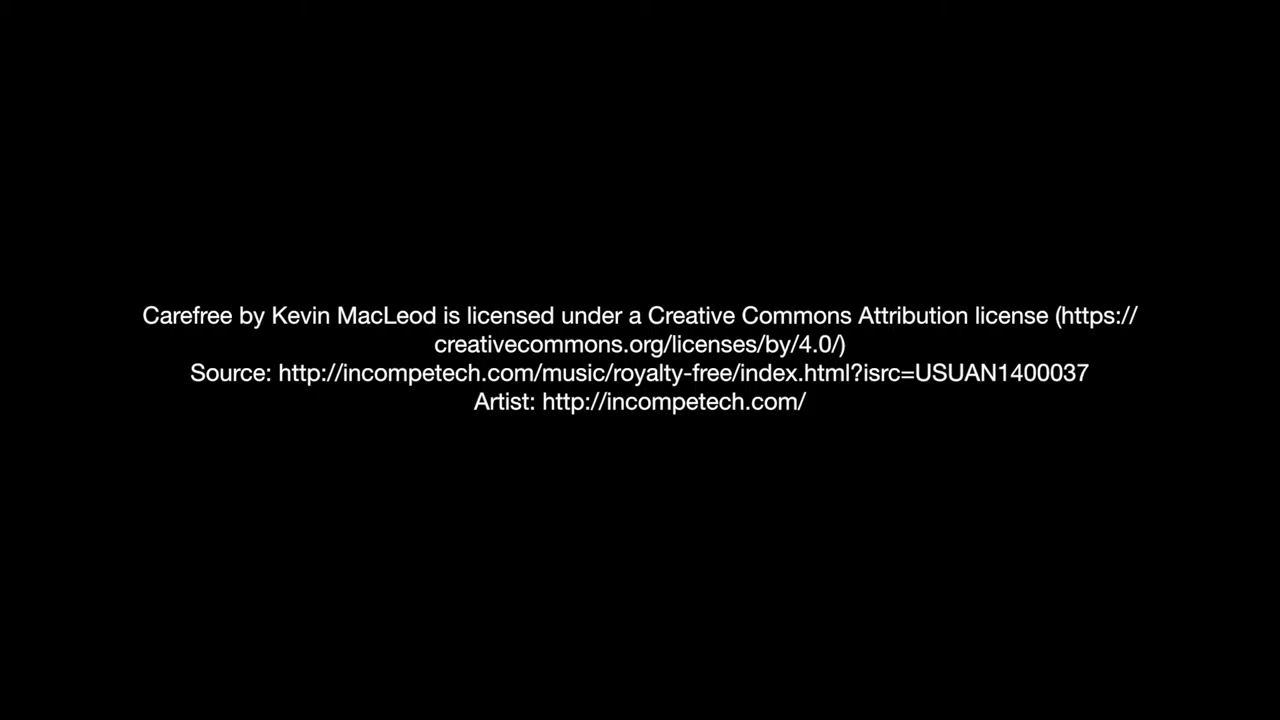 Carefree by Kevin MacLeod is licensed under a Creative Commons Attribution license (https://
creativecommons.org/licenses/by/4.0/)
Source: http://incompetech.com/music/royalty-free/index.html?isrc=USUAN1400037
Artist: http://incompetech.com/